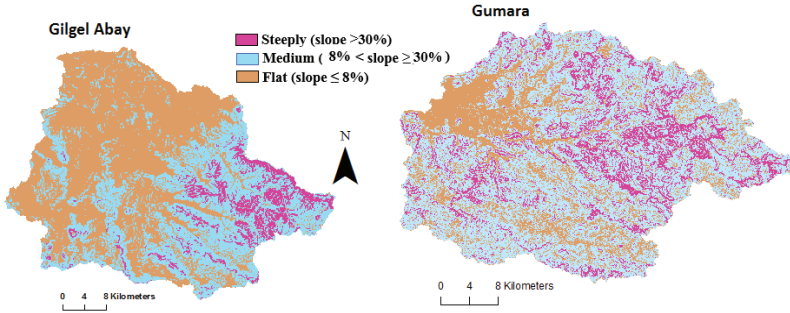 Gilgel Abay
Gumara
Steeply (slope >30%)
Medium ( 8% < slope ≥ 30% )
Flat (slope ≤ 8%)
N
0 4 8 Kilometers
0 4 8 Kilometers